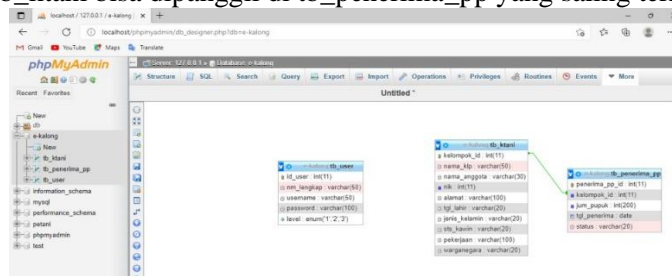 bisa dipanggil di tb_penerima_pp yang saling
localhost / 127.0.0.1 / e-kalong |
localhost/phpmyadmin/db_designer.php?db=e-kalong
Gmail YouTube Maps Translate
phpMyAdmin
Recent Favorites
New
db
e-kalong
New
tb_ktani
tb_penerima_pp
tb_user
information_schema
mysql
performance_schema
petani
phpmyadmin
test
Server: 127.0.0.1 » Database: e-kalong
Structure SQL Search Query Export Import Operations Privileges Routines Events More
Untitled *
e-kalong tb_user
id_user : int(11)
nm_lengkap : varchar(50)
username : varchar(50)
password : varchar(100)
level : enum('1','2','3')
e-kalong tb_ktani
kelompok_id : int(11)
nama_klp : varchar(50)
nama_anggota : varchar(30)
nik : int(11)
alamat : varchar(100)
tgl_lahir : varchar(20)
jenis_kelamin : varchar(20)
sts_kawin : varchar(20)
pekerjaan : varchar(100)
warganegara : varchar(20)
e-kalong tb_penerima_pp
penerima_pp_id : int(11)
kelompok_id : int(11)
jum_pupuk : int(200)
tgl_penerima : date
status : varchar(20)